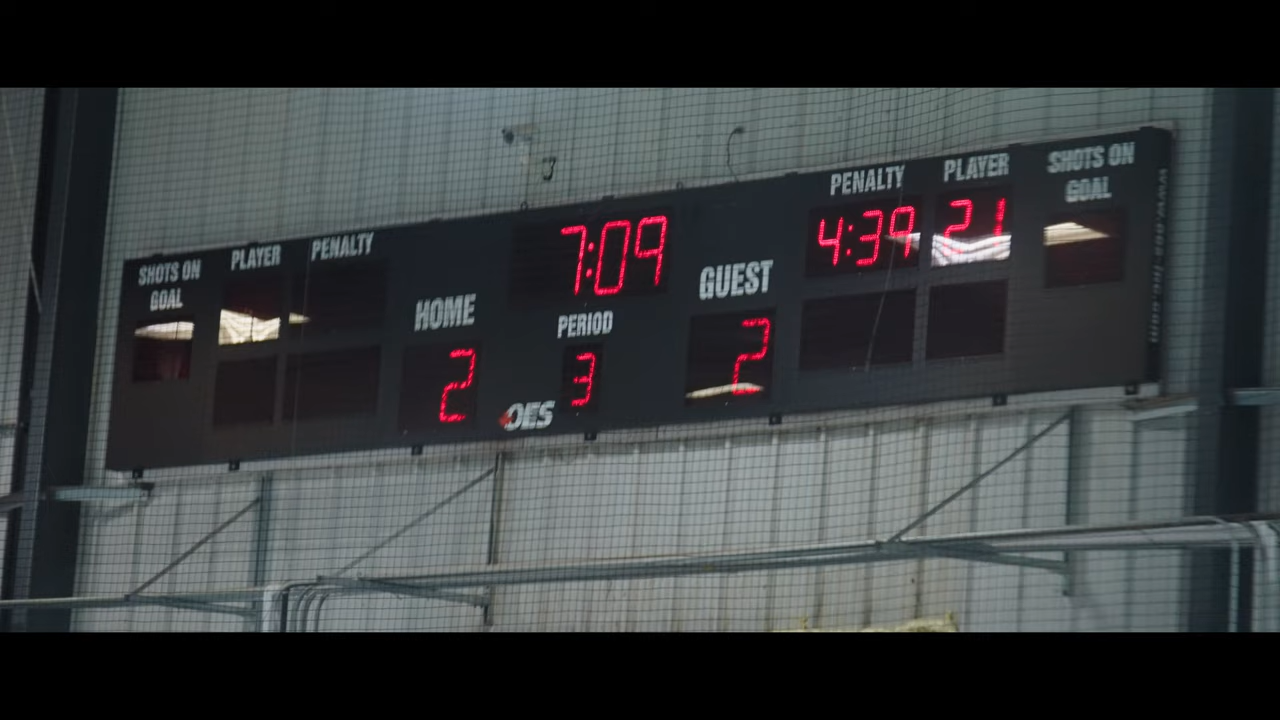 SHOTS ON
GOAL
PLAYER
PENALTY
HOME
2
7:09
PERIOD
3
OES
GUEST
2
PENALTY
4:39
PLAYER
21
SHOTS ON
GOAL